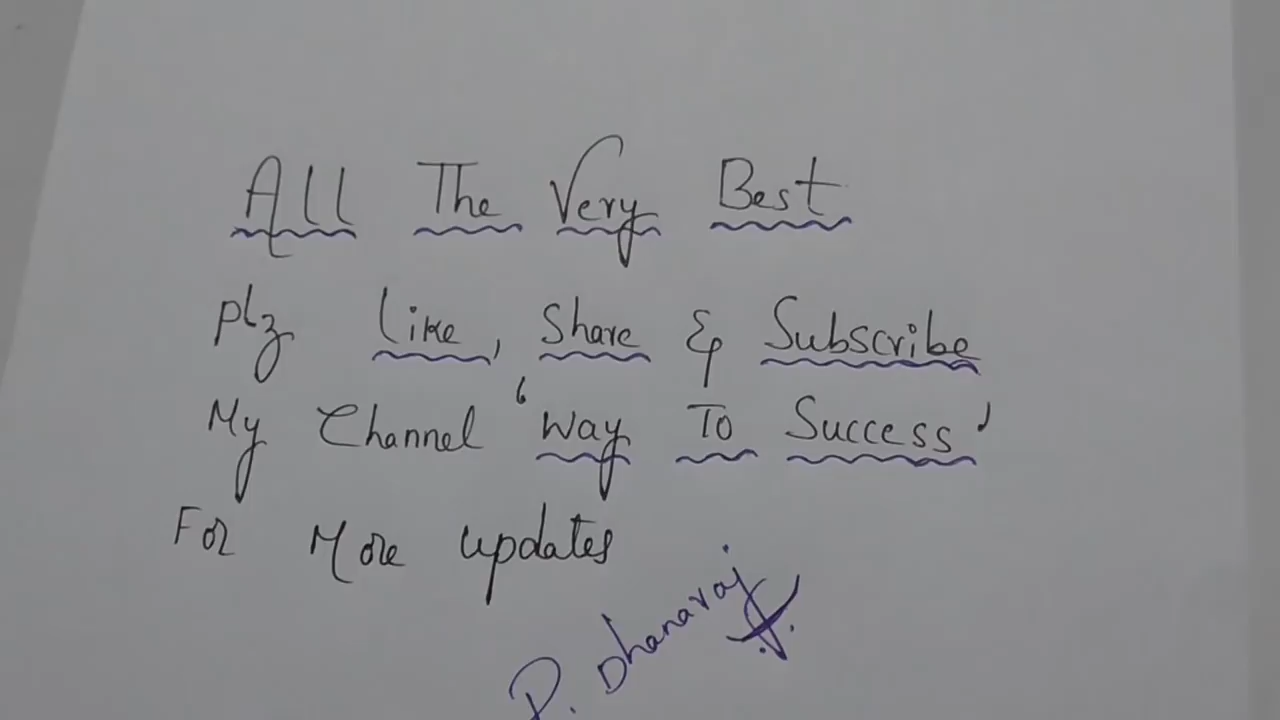 All The Very Best
Plz Like, Share & Subscribe
My Channel 'Way To Success'
For More updates
P. Dhanaraj